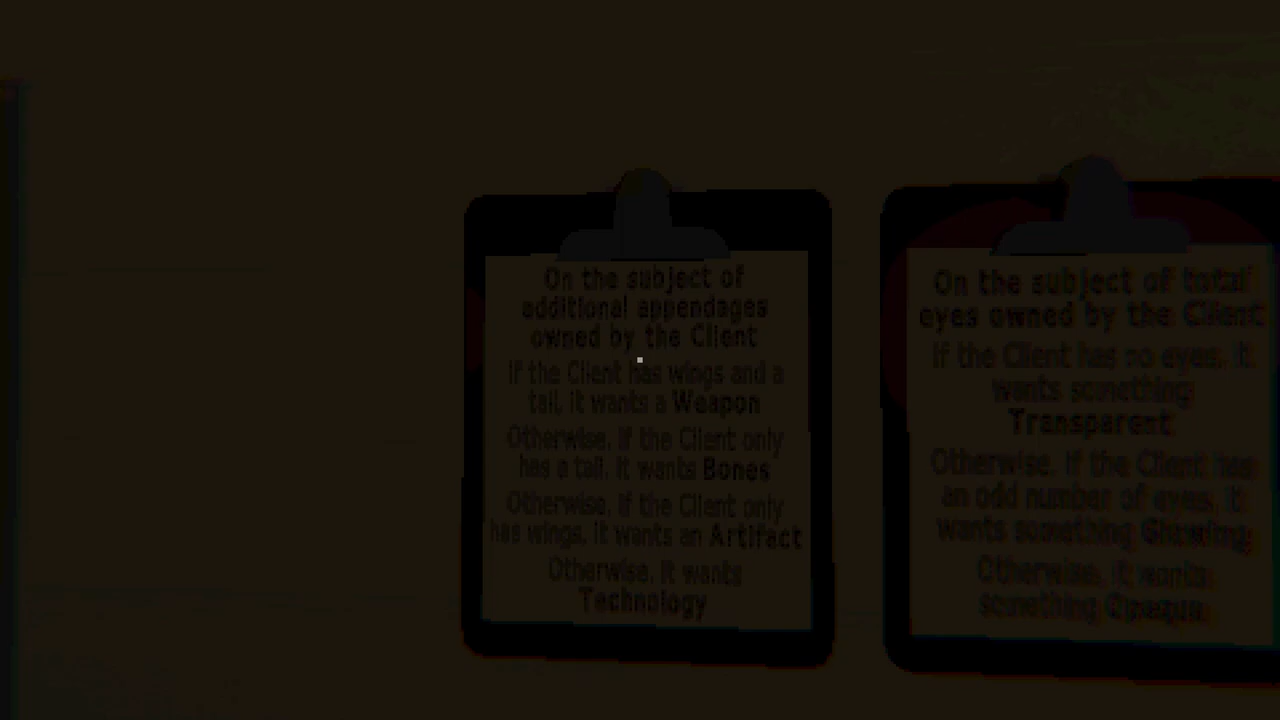 On the subject of
additional appendages
owned by the Client
If the Client has wings and a
tail, it wants a Weapon
Otherwise, if the Client only
has a tail, it wants Bones
Otherwise, if the Client only
has wings, it wants an Artifact
Otherwise, it wants
Technology
On the subject of total
eyes owned by the Client
If the Client has no eyes, it
wants something
Transparent
Otherwise, if the Client has
an odd number of eyes, it
wants something Glowing
Otherwise, it wants
something Opaque